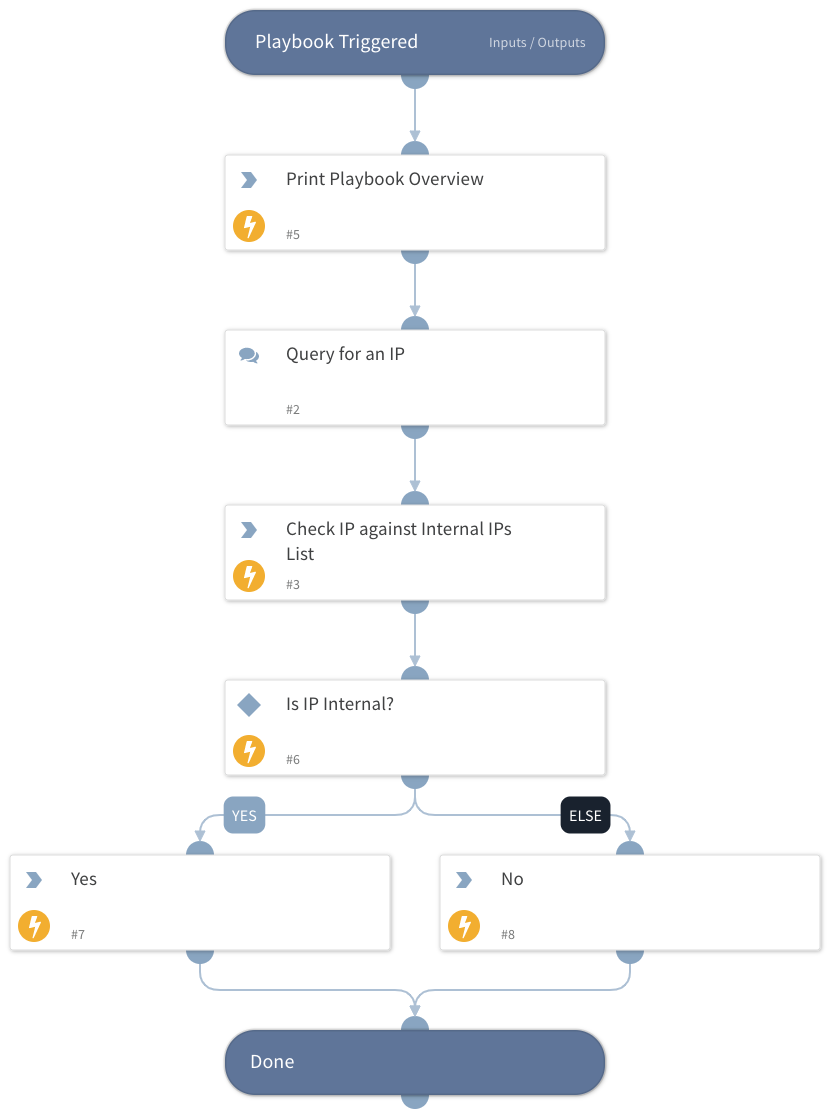 Playbook Triggered
Inputs / Outputs
Print Playbook Overview
#5
Query for an IP
#2
Check IP against Internal IPs
List
#3
Is IP Internal?
#6
YES
ELSE
Yes
#7
No
#8
Done